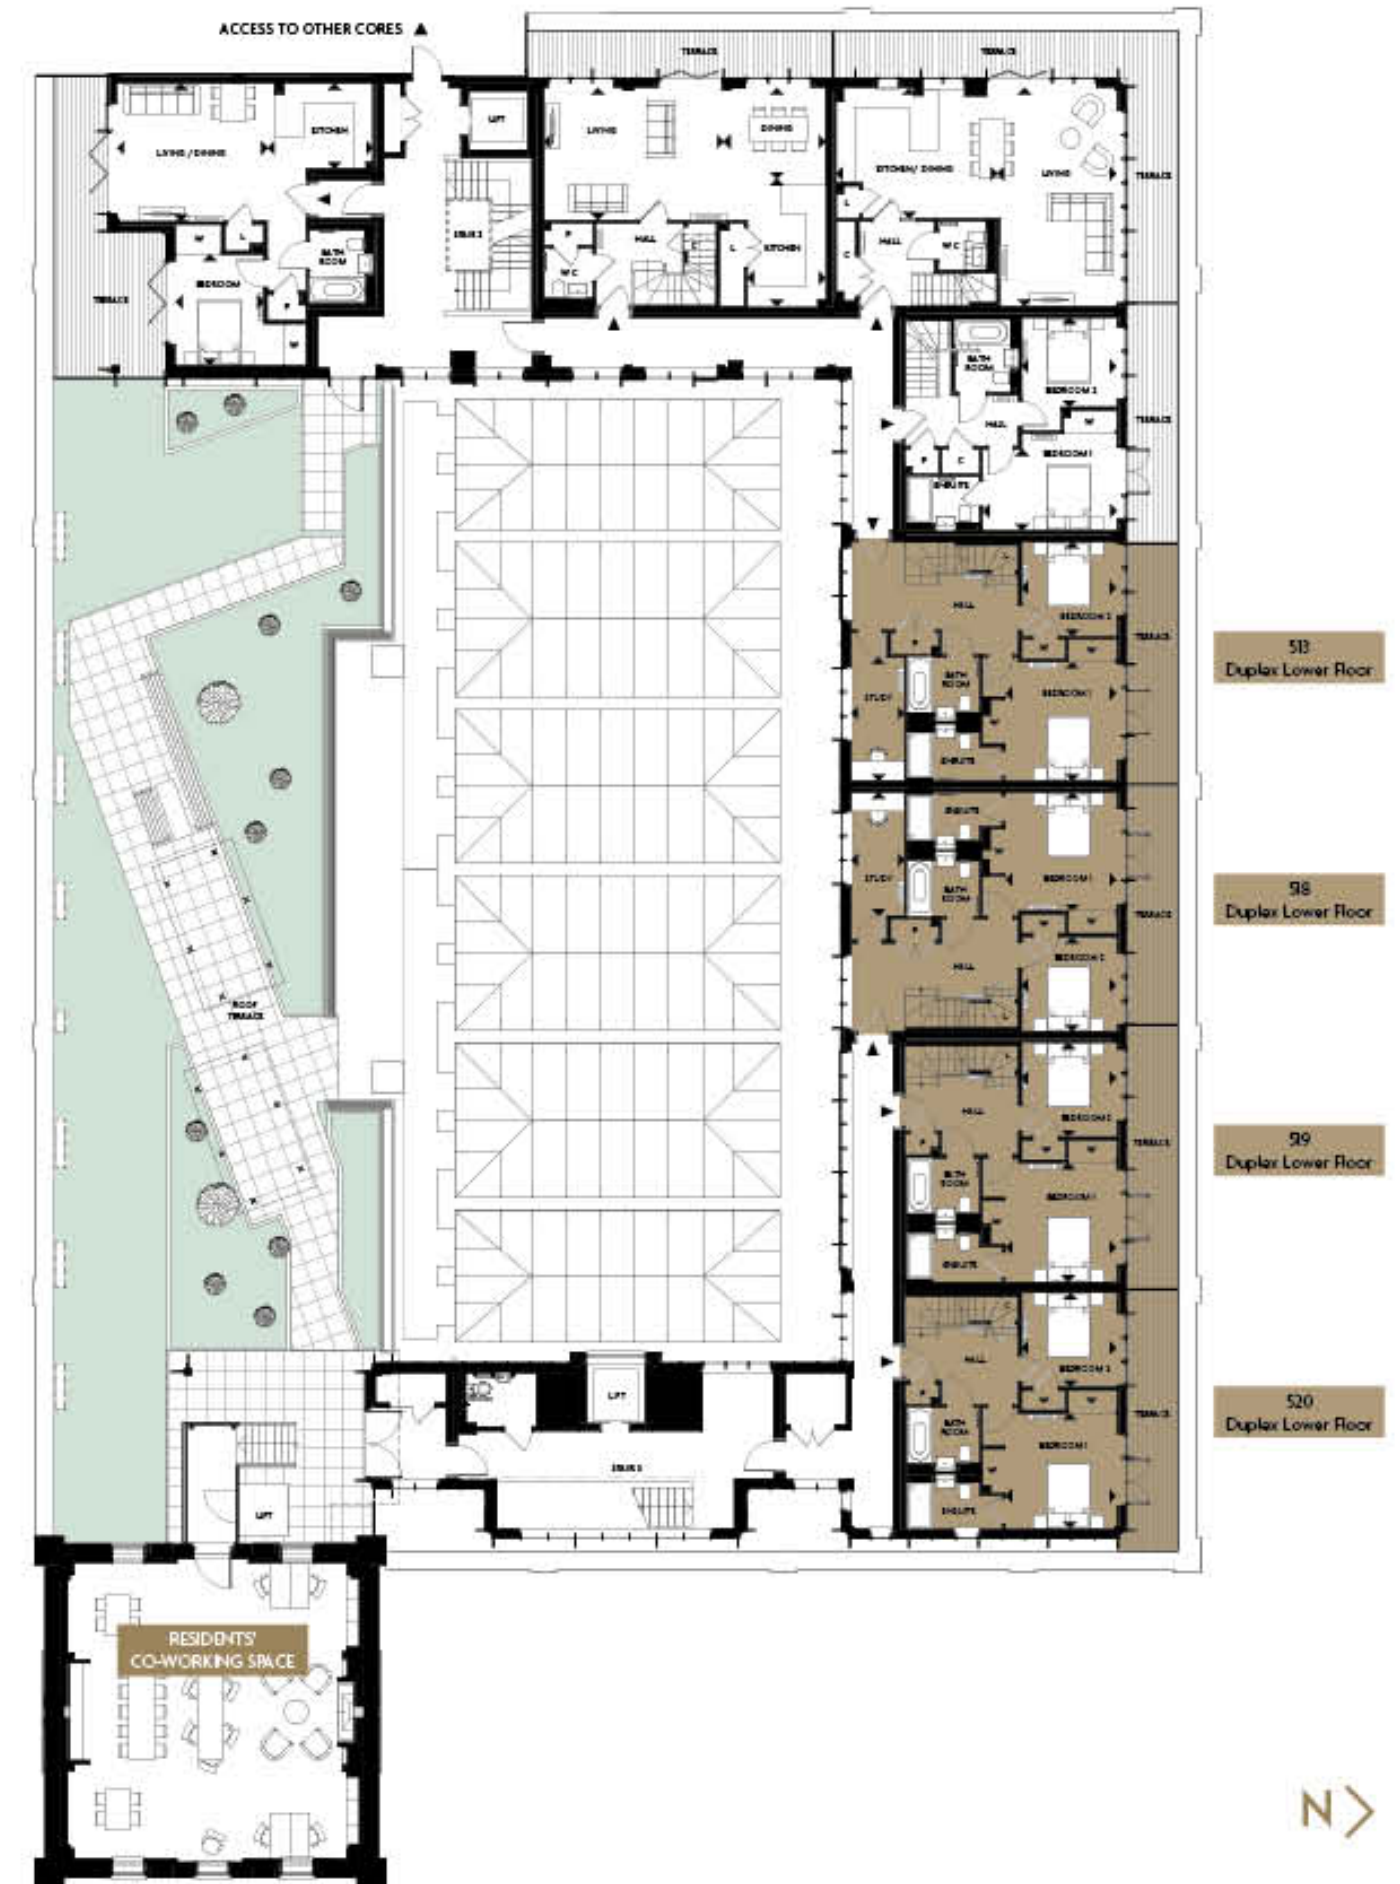 ACCESS TO OTHER CORES
TERRACE
TERRACE
LIVING / DINING
KITCHEN
LIFT
LIVING
DINING
KITCHEN / DINING
LIVING
TERRACE
L
W
L
BATH
ROOM
STAIR 2
P
HALL
C
L
KITCHEN
WC
HALL
WC
C
TERRACE
BEDROOM
P
W
BATH
ROOM
BEDROOM 2
HALL
W
TERRACE
P
C
BEDROOM 1
ENSUITE
HALL
BEDROOM 2
TERRACE
P
W
W
STUDY
BATH
ROOM
BEDROOM 1
W
ENSUITE
513
Duplex Lower Floor
ENSUITE
W
STUDY
BATH
ROOM
BEDROOM 1
TERRACE
P
W
W
HALL
BEDROOM 2
518
Duplex Lower Floor
ROOF
TERRACE
HALL
BEDROOM 2
TERRACE
P
W
W
BATH
ROOM
BEDROOM 1
W
ENSUITE
519
Duplex Lower Floor
HALL
BEDROOM 2
P
W
W
TERRACE
BATH
ROOM
BEDROOM 1
W
ENSUITE
520
Duplex Lower Floor
LIFT
LIFT
RESIDENTS'
CO-WORKING SPACE
N